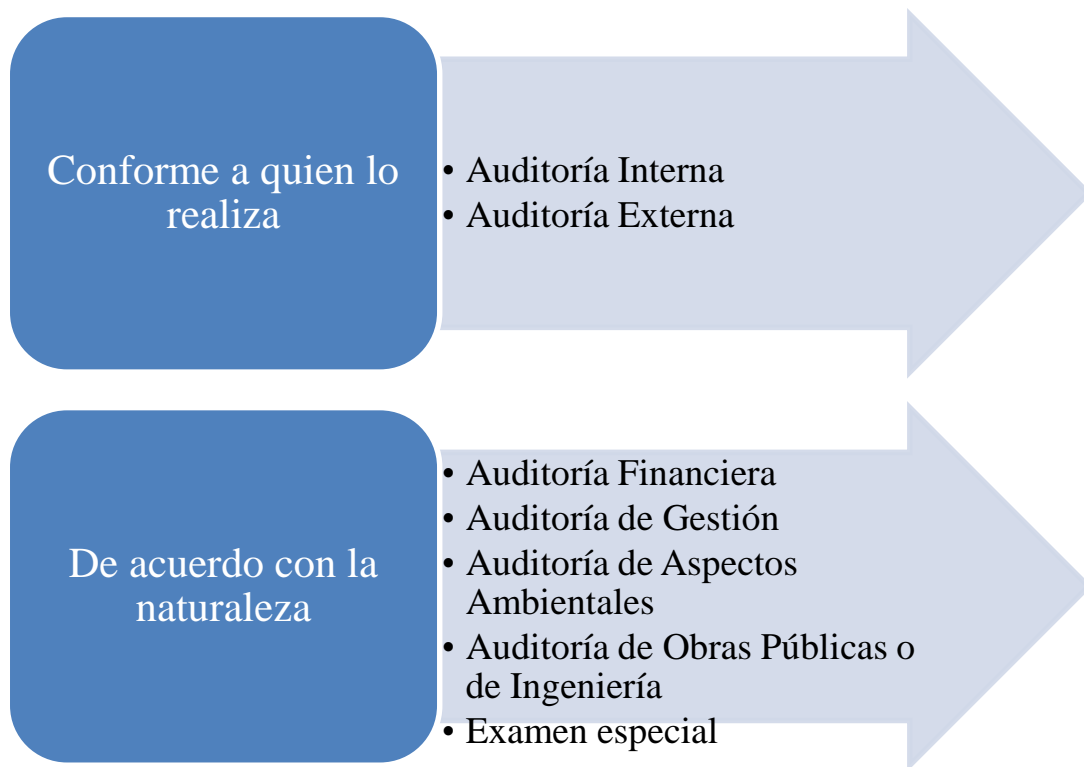 Conforme a quien lo
realiza
• Auditoría Interna
• Auditoría Externa
De acuerdo con la
naturaleza
• Auditoría Financiera
• Auditoría de Gestión
• Auditoría de Aspectos
Ambientales
• Auditoría de Obras Públicas o
de Ingeniería
• Examen especial